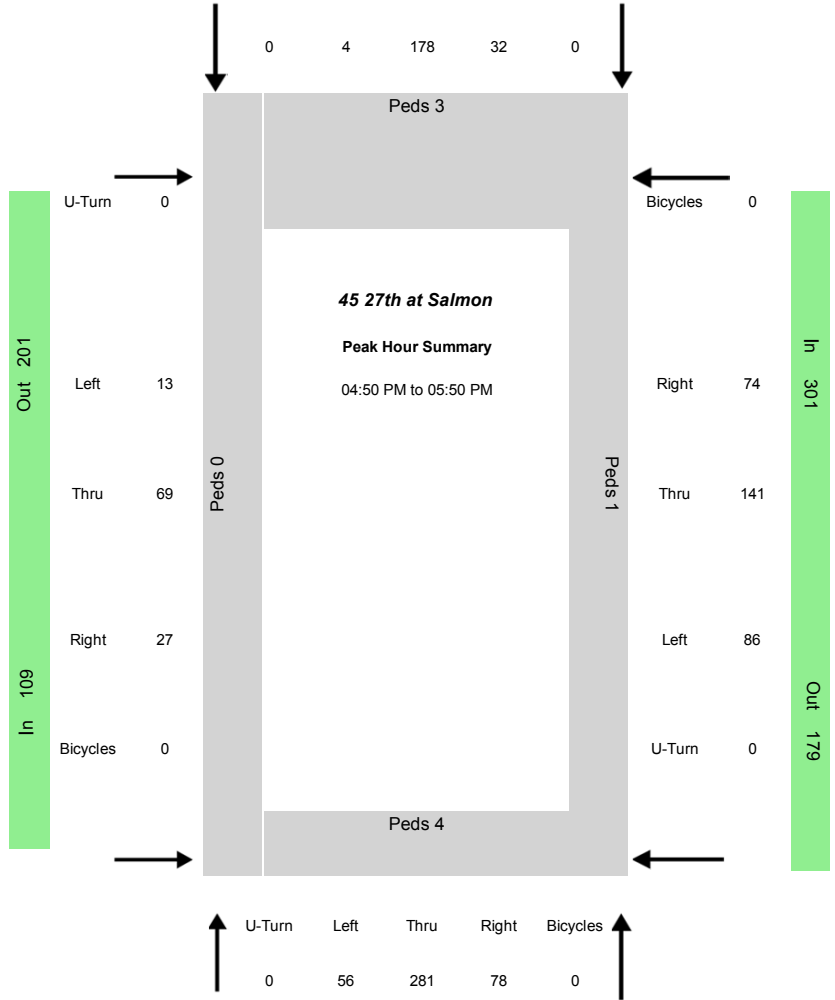 0 4 178 32 0
Peds 3
U-Turn 0
Bicycles 0
45 27th at Salmon
Peak Hour Summary
04:50 PM to 05:50 PM
Out 201
In 301
Left 13
Right 74
Peds 0
Peds 1
Thru 69
Thru 141
Right 27
Left 86
In 109
Out 179
Bicycles 0
U-Turn 0
Peds 4
U-Turn Left Thru Right Bicycles
0 56 281 78 0